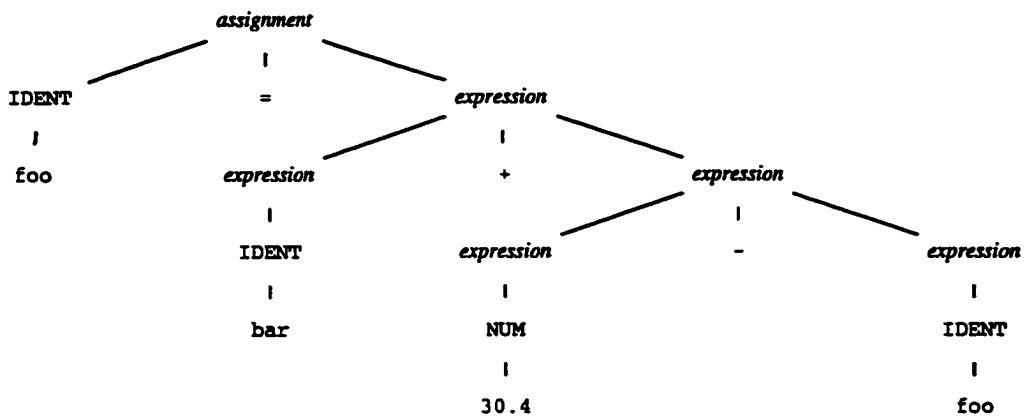 assignment
IDENT = expression
foo expression + expression
IDENT expression - expression
bar NUM IDENT
30.4 foo